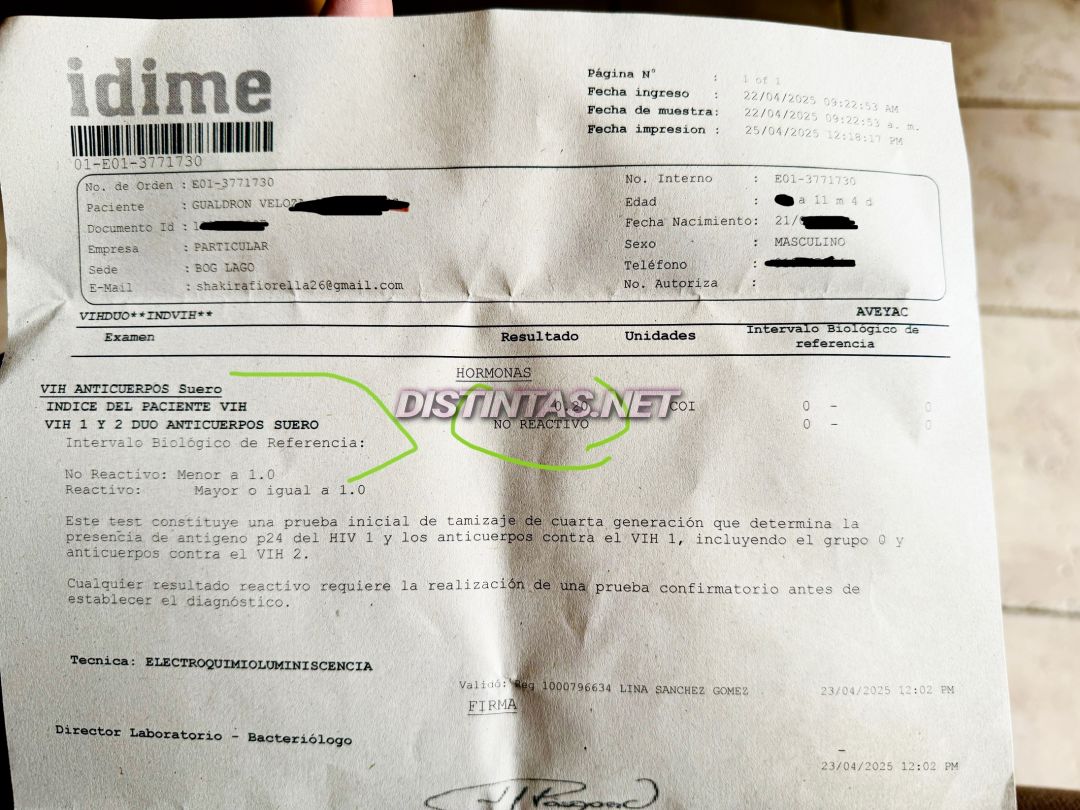 idime
01-E01-3771730
Página N° : 1 of 1
Fecha ingreso : 22/04/2025 09:22:53 AM
Fecha de muestra: 22/04/2025 09:22:53 a. m.
Fecha impresion : 25/04/2025 12:18:17 PM
No. de Orden : E01-3771730
Paciente : GUALDRON
Documento Id :
Empresa : PARTICULAR
Sede : BOG LAGO
E-Mail : shakirafiorella26@gmail.com
No. Interno : E01-3771730
Edad : a 11 m 4 d
Fecha Nacimiento: 21/
Sexo : MASCULINO
Teléfono :
No. Autoriza :
VIHDUO**INDVIH**
AVEYAC
Examen Resultado Unidades Intervalo Biológico de
referencia
HORMONAS
VIH ANTICUERPOS Suero
DISTINTAS.NET
INDICE DEL PACIENTE VIH 0.20 COI 0 - 0
VIH 1 Y 2 DUO ANTICUERPOS SUERO NO REACTIVO 0 - 0
Intervalo Biológico de Referencia:
No Reactivo: Menor a 1.0
Reactivo: Mayor o igual a 1.0
Este test constituye una prueba inicial de tamizaje de cuarta generación que determina la
presencia de antigeno p24 del HIV 1 y los anticuerpos contra el VIH 1, incluyendo el grupo O y
anticuerpos contra el VIH 2.
Cualquier resultado reactivo requiere la realización de una prueba confirmatorio antes de
establecer el diagnóstico.
Tecnica: ELECTROQUIMIOLUMINISCENCIA
Validó: Reg 1000796634 LINA SANCHEZ GOMEZ 23/04/2025 12:02 PM
FIRMA
Director Laboratorio - Bacteriólogo
-
23/04/2025 12:02 PM